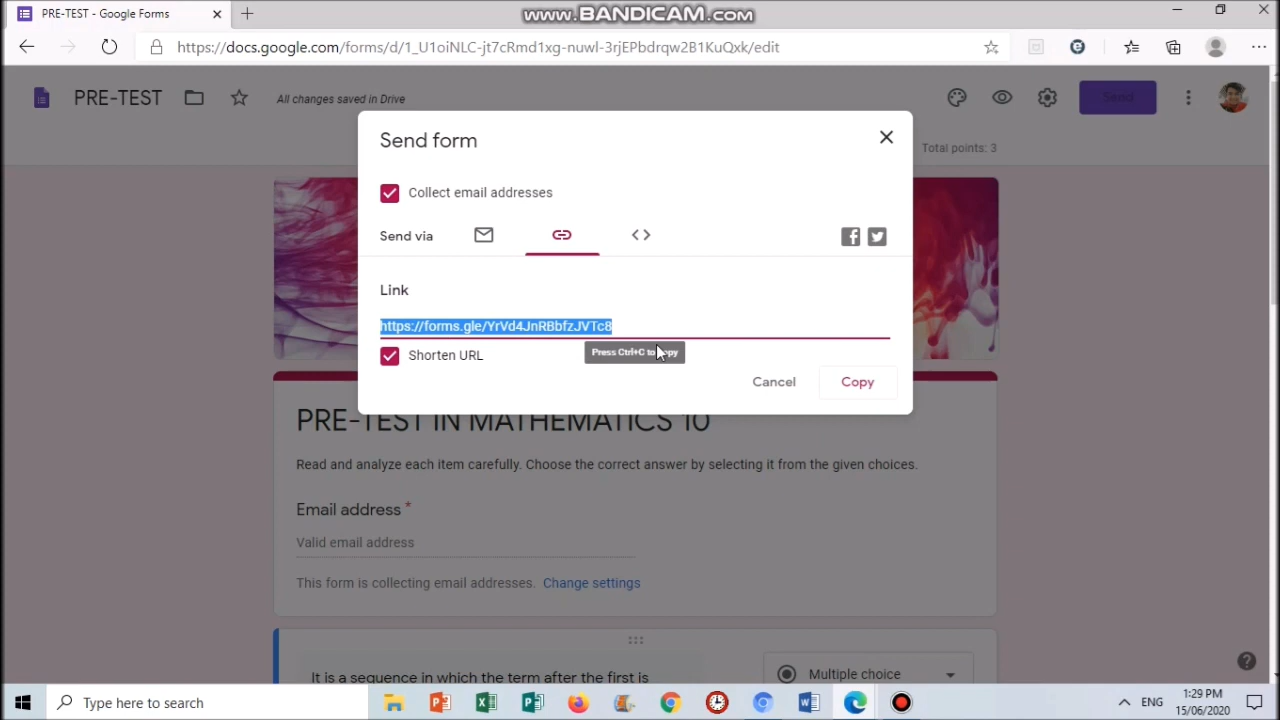 PRE-TEST - Google Forms
www.BANDICAM.com
https://docs.google.com/forms/d/1_U1oiNLC-jt7cRmd1xg-nuwl-3rjEPbdrqw2B1KuQxk/edit
PRE-TEST
All changes saved in Drive
Send
Total points: 3
Send form
Collect email addresses
Send via
Link
https://forms.gle/YrVd4JnRBbfzJVTc8
Press Ctrl+C to copy
Shorten URL
Cancel
Copy
PRE-TEST IN MATHEMATICS 10
Read and analyze each item carefully. Choose the correct answer by selecting it from the given choices.
Email address *
Valid email address
This form is collecting email addresses. Change settings
It is a sequence in which the term after the first is
Multiple choice
Type here to search
ENG
1:29 PM
15/06/2020